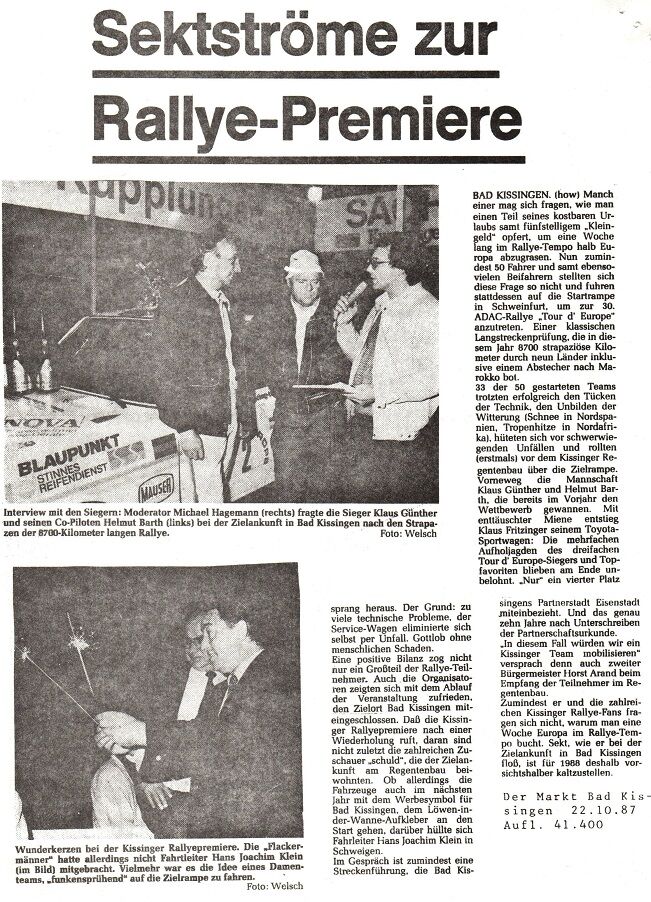 Sektströme zur
Rallye-Premiere
Kupplun
SA
H
NOVA
BLAUPUNKT
STINNES
REIFENDIENST
MAUSER
Interview mit den Siegern: Moderator Michael Hagemann (rechts) fragte die Sieger Klaus Günther
und seinen Co-Piloten Helmut Barth (links) bei der Zielankunft in Bad Kissingen nach den Strapa-
zen der 8700-Kilometer langen Rallye.
Foto: Welsch
Wunderkerzen bei der Kissinger Rallyepremiere. Die „Flacker-
männer" hatte allerdings nicht Fahrtleiter Hans Joachim Klein
(im Bild) mitgebracht. Vielmehr war es die Idee eines Damen-
teams, „funkensprühend" auf die Zielrampe zu fahren.
Foto: Welsch
BAD KISSINGEN. (how) Manch
einer mag sich fragen, wie man
einen Teil seines kostbaren Ur-
laubs samt fünfstelligem „Klein-
geld" opfert, um eine Woche
lang im Rallye-Tempo halb Eu-
ropa abzugrasen. Nun zumin-
dest 50 Fahrer und samt ebenso-
vielen Beifahrern stellten sich
diese Frage so nicht und fuhren
stattdessen auf die Startrampe
in Schweinfurt, um zur 30.
ADAC-Rallye „Tour d' Europe"
anzutreten. Einer klassischen
Langstreckenprüfung, die in die-
sem Jahr 8700 strapaziöse Kilo-
meter durch neun Länder inklu-
sive einem Abstecher nach Ma-
rokko bot.
33 der 50 gestarteten Teams
trotzten erfolgreich den Tücken
der Technik, den Unbilden der
Witterung (Schnee in Nordspa-
nien, Tropenhitze in Nordafri-
ka), hüteten sich vor schwerwie-
genden Unfällen und rollten
(erstmals) vor dem Kissinger Re-
gentenbau über die Zielrampe.
Vorneweg die Mannschaft
Klaus Günther und Helmut Bar-
th, die bereits im Vorjahr den
Wettbewerb gewannen. Mit
enttäuschter Miene entstieg
Klaus Fritzinger seinem Toyota-
Sportwagen: Die mehrfachen
Aufholjagden des dreifachen
Tour d' Europe-Siegers und Top-
favoriten blieben am Ende un-
belohnt. „Nur" ein vierter Platz
sprang heraus. Der Grund: zu
viele technische Probleme, der
Service-Wagen eliminierte sich
selbst per Unfall. Gottlob ohne
menschlichen Schaden.
Eine positive Bilanz zog nicht
nur ein Großteil der Rallye-Teil-
nehmer. Auch die Organisato-
ren zeigten sich mit dem Ablauf
der Veranstaltung zufrieden,
den Zielort Bad Kissingen mit-
eingeschlossen. Daß die Kissin-
ger Rallyepremiere nach einer
Wiederholung ruft, daran sind
nicht zuletzt die zahlreichen Zu-
schauer „schuld", die der Zielan-
kunft am Regentenbau bei-
wohnten. Ob allerdings die
Fahrzeuge auch im nächsten
Jahr mit dem Werbesymbol für
Bad Kissingen, dem Löwen-in-
der-Wanne-Aufkleber an den
Start gehen, darüber hüllte sich
Fahrleiter Hans Joachim Klein in
Schweigen.
Im Gespräch ist zumindest eine
Streckenführung, die Bad Kis-
singens Partnerstadt Eisenstadt
miteinbezieht. Und das genau
zehn Jahre nach Unterschreiben
der Partnerschaftsurkunde.
„In diesem Fall würden wir ein
Kissinger Team mobilisieren"
versprach denn auch zweiter
Bürgermeister Horst Arand beim
Empfang der Teilnehmer im Re-
gentenbau.
Zumindest er und die zahlrei-
chen Kissinger Rallye-Fans fra-
gen sich nicht, warum man eine
Woche Europa im Rallye-Tem-
po bucht. Sekt, wie er bei der
Zielankunft in Bad Kissingen
floß, ist für 1988 deshalb vor-
sichtshalber kaltzustellen.
Der Markt Bad Kis-
singen 22.10.87
Aufl. 41.400